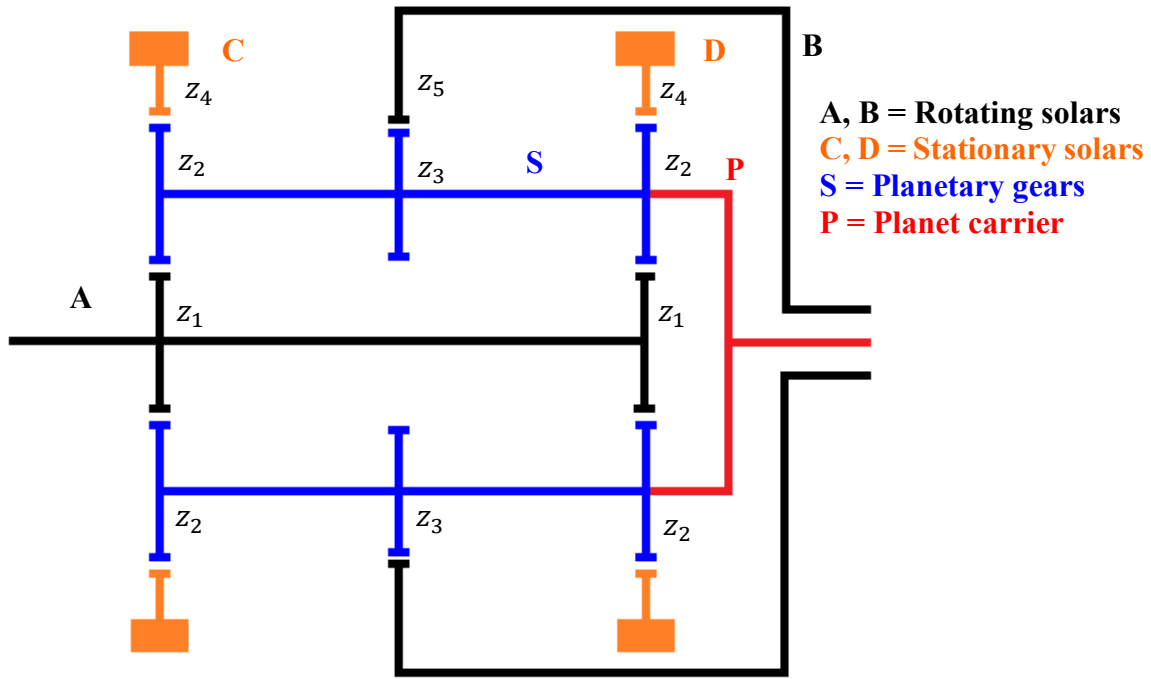 C
D
B
z₄
z₅
z₄
A, B = Rotating solars
C, D = Stationary solars
S = Planetary gears
P = Planet carrier
z₂
z₃
S
z₂
P
A
z₁
z₁
z₂
z₃
z₂